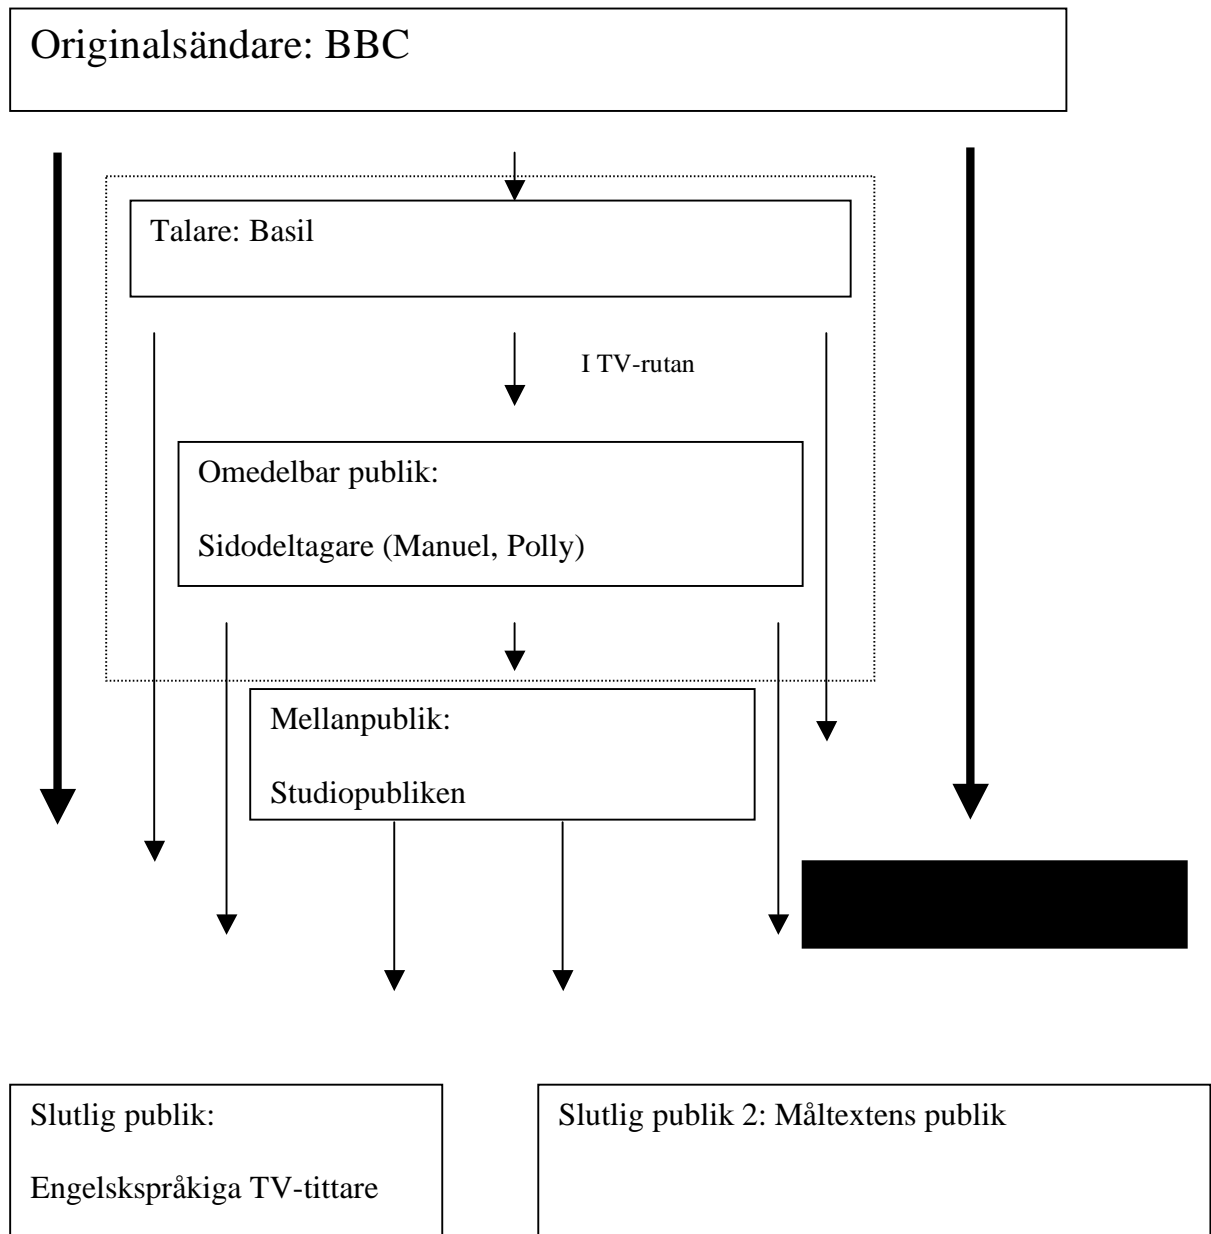 Originalsändare: BBC
Talare: Basil
I TV-rutan
Omedelbar publik:
Sidodeltagare (Manuel, Polly)
Mellanpublik:
Studiopubliken
Slutlig publik:
Engelskspråkiga TV-tittare
Slutlig publik 2: Måltextens publik